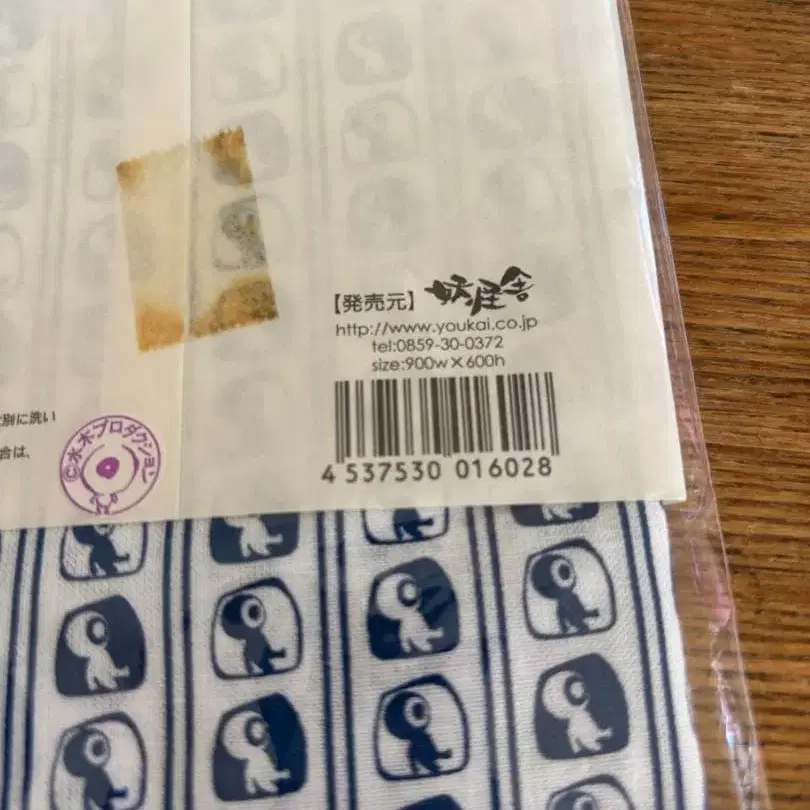 【発売元】妖怪舎
http://www.youkai.co.jp
tel:0859-30-0372
size:900w×600h
4 537530 016028
別に洗い
合は、
©水木プロダクション